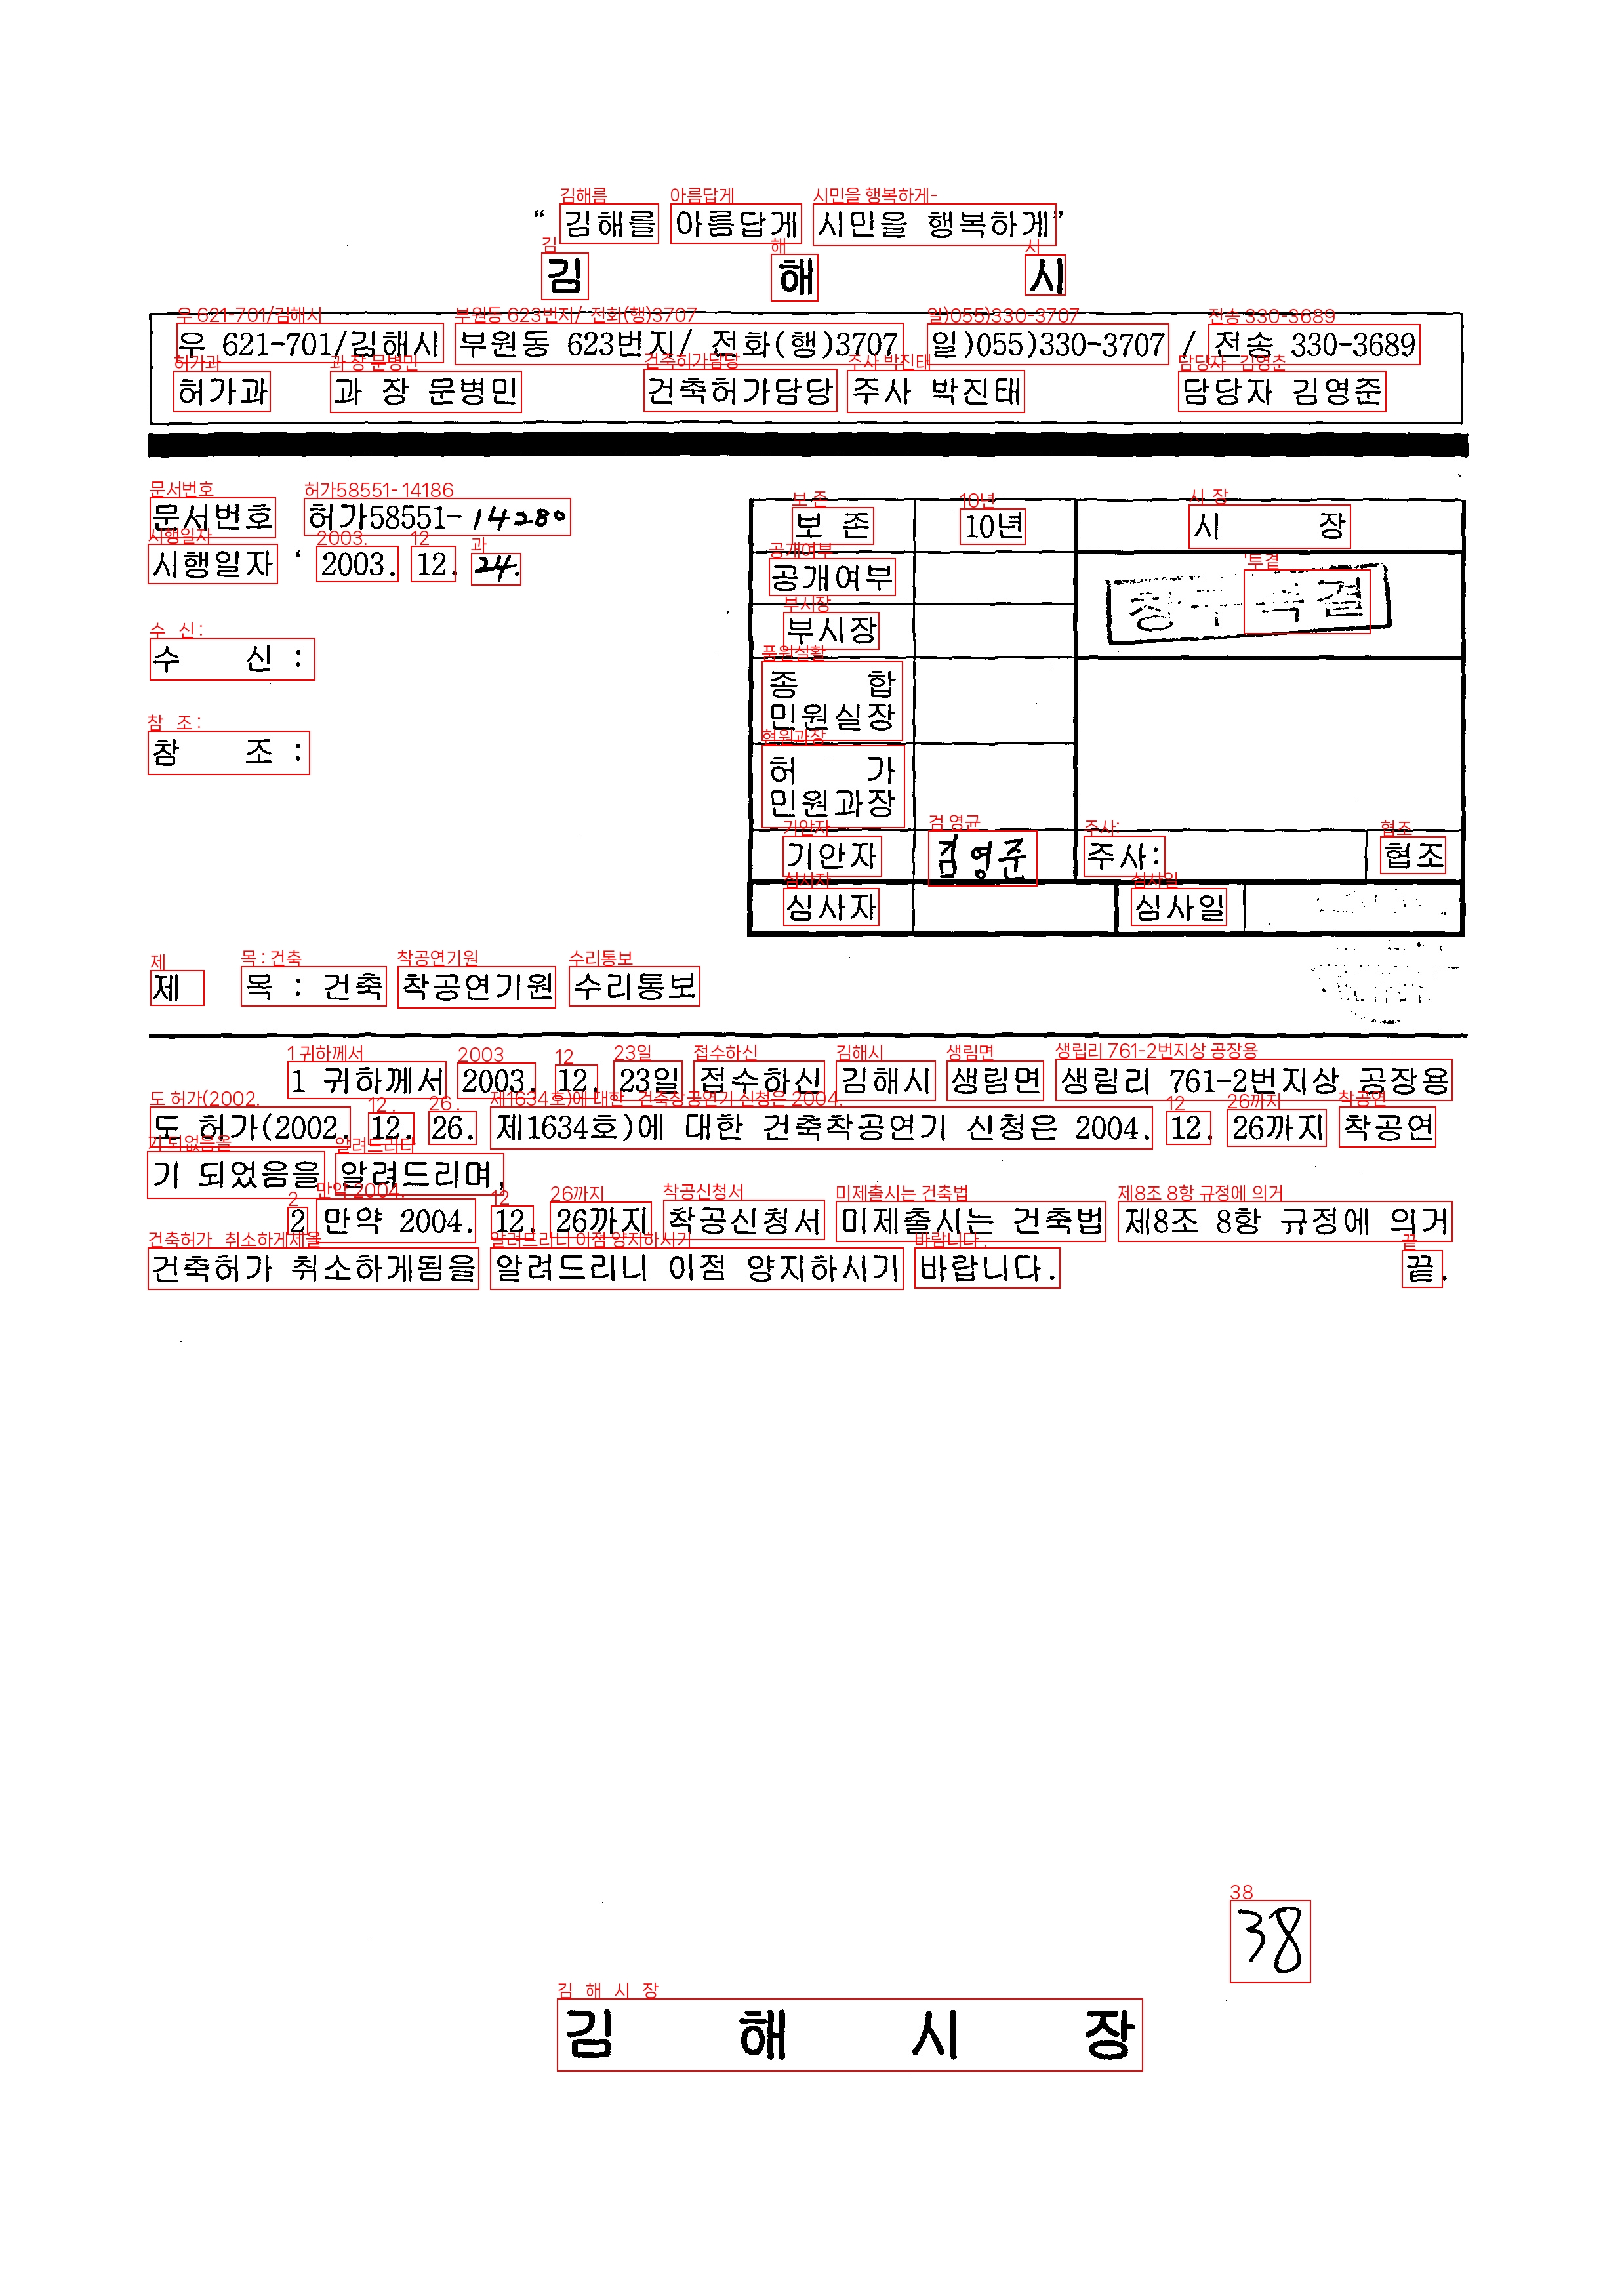 “ 김해를 아름답게 시민을 행복하게”
김 해 시
우 621-701/김해시 부원동 623번지/ 전화(행)3707 일)055)330-3707 / 전송 330-3689
허가과 과 장 문병민 건축허가담당 주사 박진태 담당자 김영준
문서번호 허가58551- 14280
시행일자 ‘ 2003. 12. 24.
수 신 :
참 조 :
보 존 10년 시 장
공개여부
부시장
종 합
민원실장
허 가
민원과장
기안자 김영준 주사: 협조
심사자 심사일
제 목 : 건축 착공연기원 수리통보
1 귀하께서 2003. 12. 23일 접수하신 김해시 생림면 생림리 761-2번지상 공장용
도 허가(2002. 12. 26. 제1634호)에 대한 건축착공연기 신청은 2004. 12. 26까지 착공연
기 되었음을 알려드리며,
2 만약 2004. 12. 26까지 착공신청서 미제출시는 건축법 제8조 8항 규정에 의거
건축허가 취소하게됨을 알려드리니 이점 양지하시기 바랍니다. 끝.
38
김 해 시 장